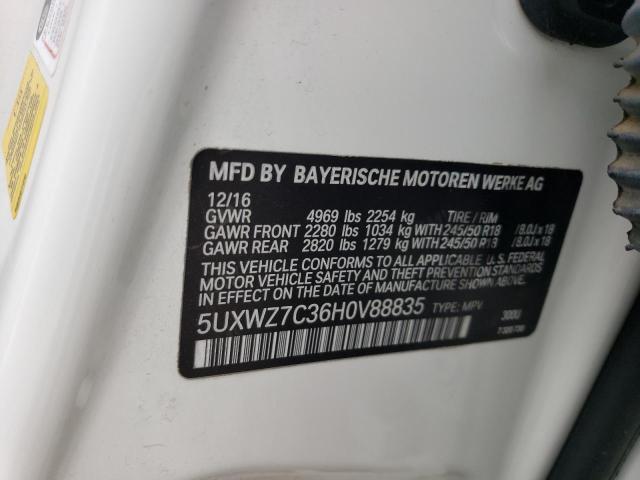 MFD BY BAYERISCHE MOTOREN WERKE AG
12/16
GVWR 4969 lbs 2254 kg TIRE / RIM
GAWR FRONT 2280 lbs 1034 kg WITH 245/50 R18 /8.0J x 18
GAWR REAR 2820 lbs 1279 kg WITH 245/50 R18 /8.0J x 18
THIS VEHICLE CONFORMS TO ALL APPLICABLE U. S. FEDERAL
MOTOR VEHICLE SAFETY AND THEFT PREVENTION STANDARDS
IN EFFECT ON THE DATE OF MANUFACTURE SHOWN ABOVE.
5UXWZ7C36H0V88835 TYPE: MPV 300U